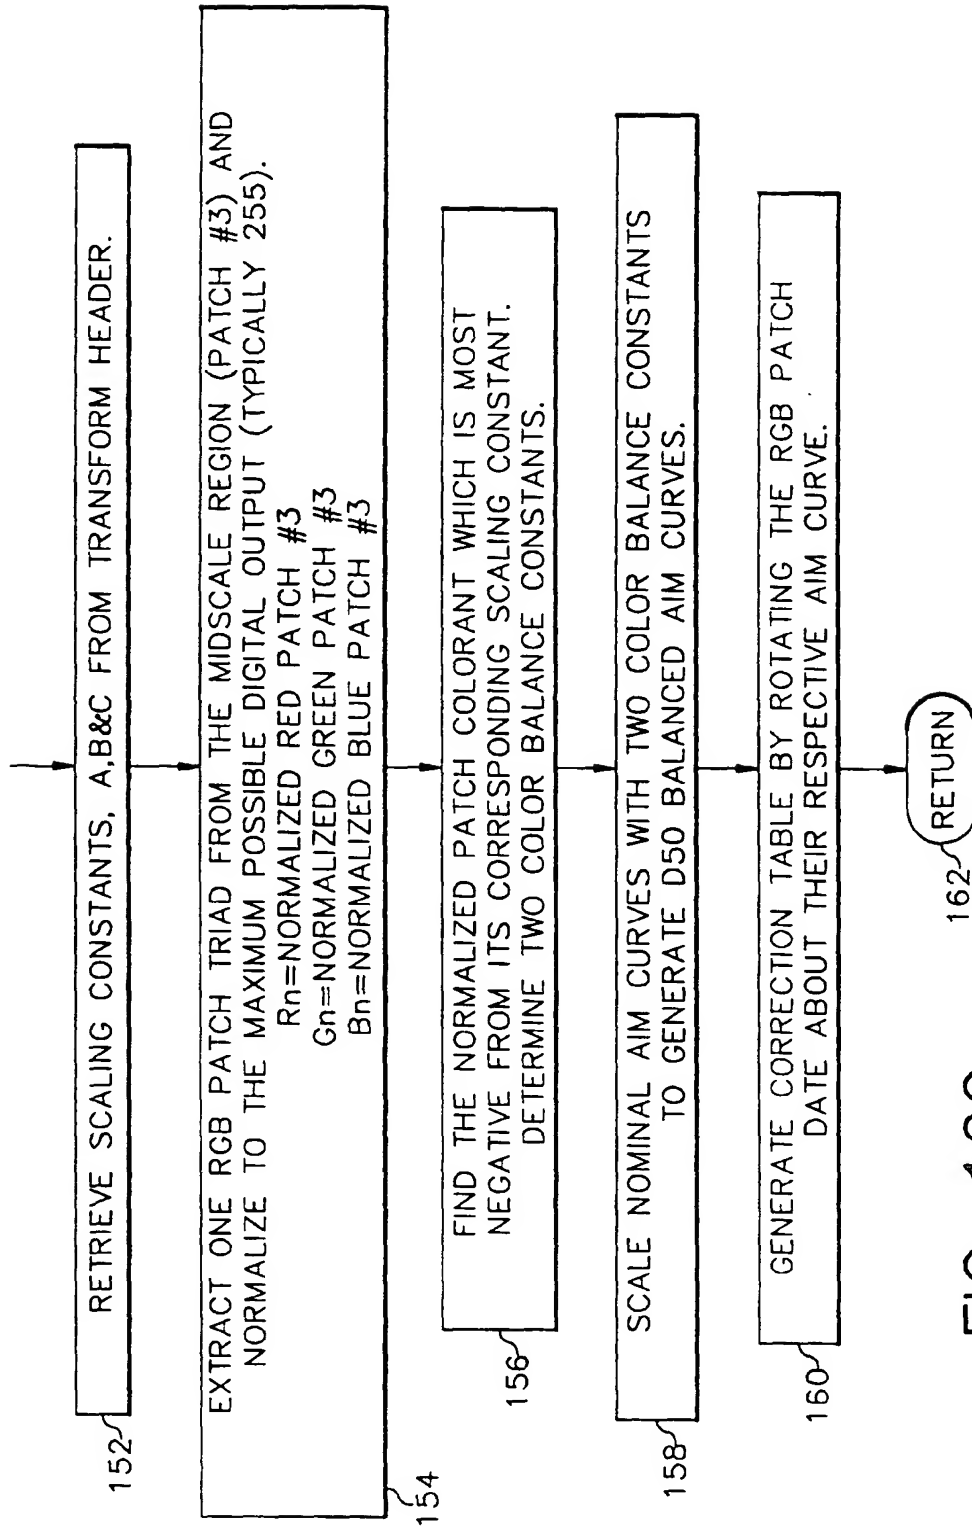 RETRIEVE SCALING CONSTANTS, A,B&C FROM TRANSFORM HEADER.
152
EXTRACT ONE RGB PATCH TRIAD FROM THE MIDSCALE REGION (PATCH #3) AND
NORMALIZE TO THE MAXIMUM POSSIBLE DIGITAL OUTPUT (TYPICALLY 255).
Rn=NORMALIZED RED PATCH #3
Gn=NORMALIZED GREEN PATCH #3
Bn=NORMALIZED BLUE PATCH #3
154
FIND THE NORMALIZED PATCH COLORANT WHICH IS MOST
NEGATIVE FROM ITS CORRESPONDING SCALING CONSTANT.
DETERMINE TWO COLOR BALANCE CONSTANTS.
156
SCALE NOMINAL AIM CURVES WITH TWO COLOR BALANCE CONSTANTS
TO GENERATE D50 BALANCED AIM CURVES.
158
GENERATE CORRECTION TABLE BY ROTATING THE RGB PATCH
DATE ABOUT THEIR RESPECTIVE AIM CURVE.
160
RETURN
162